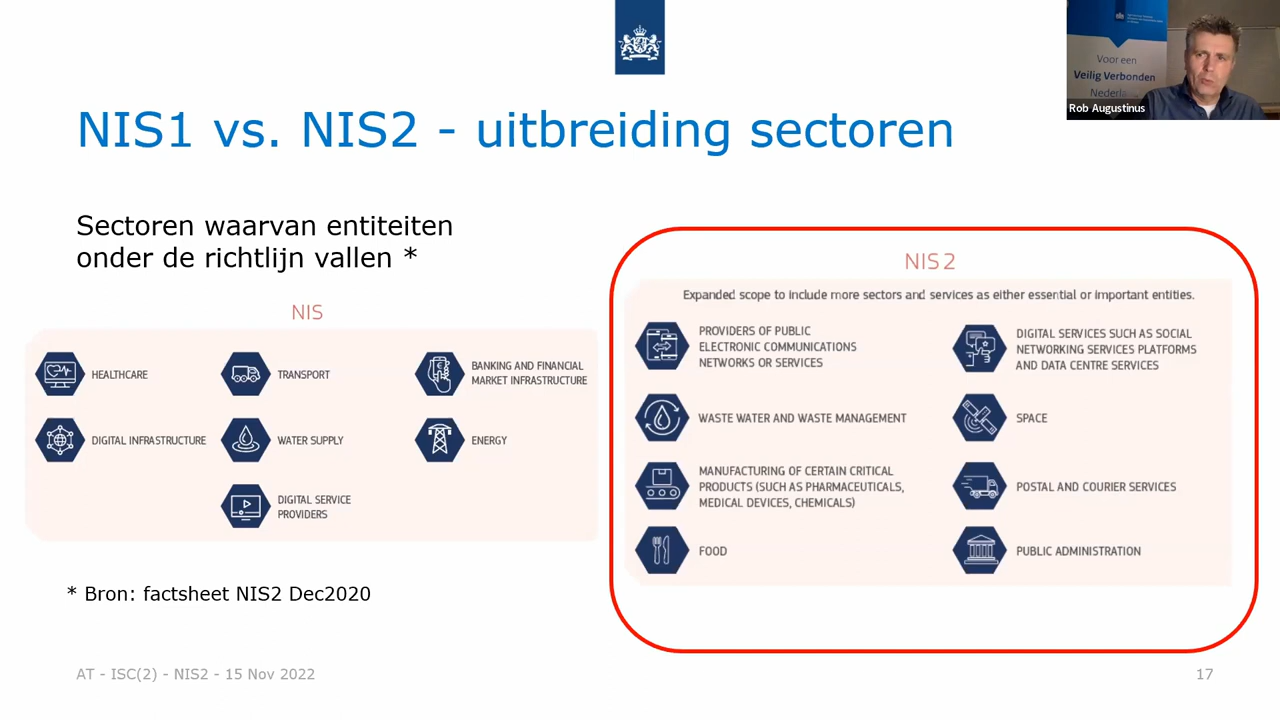 Voor een
Veilig Verbonden
Rob Augustinus
NIS1 vs. NIS2 - uitbreiding sectoren
Sectoren waarvan entiteiten
onder de richtlijn vallen *
NIS
HEALTHCARE
TRANSPORT
BANKING AND FINANCIAL
MARKET INFRASTRUCTURE
DIGITAL INFRASTRUCTURE
WATER SUPPLY
ENERGY
DIGITAL SERVICE
PROVIDERS
* Bron: factsheet NIS2 Dec2020
NIS 2
Expanded scope to include more sectors and services as either essential or important entities.
PROVIDERS OF PUBLIC
ELECTRONIC COMMUNICATIONS
NETWORKS OR SERVICES
DIGITAL SERVICES SUCH AS SOCIAL
NETWORKING SERVICES PLATFORMS
AND DATA CENTRE SERVICES
WASTE WATER AND WASTE MANAGEMENT
SPACE
MANUFACTURING OF CERTAIN CRITICAL
PRODUCTS (SUCH AS PHARMACEUTICALS,
MEDICAL DEVICES, CHEMICALS)
POSTAL AND COURIER SERVICES
FOOD
PUBLIC ADMINISTRATION
AT - ISC(2) - NIS2 - 15 Nov 2022
17